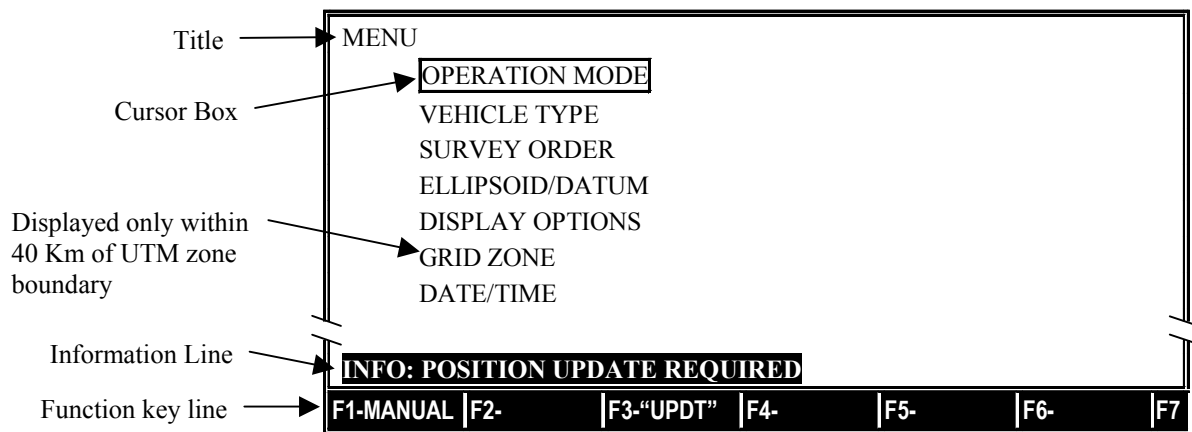 Title
MENU
Cursor Box
OPERATION MODE
VEHICLE TYPE
SURVEY ORDER
ELLIPSOID/DATUM
DISPLAY OPTIONS
Displayed only within
40 Km of UTM zone
boundary
GRID ZONE
DATE/TIME
Information Line
INFO: POSITION UPDATE REQUIRED
Function key line
F1-MANUAL F2- F3-“UPDT” F4- F5- F6- F7